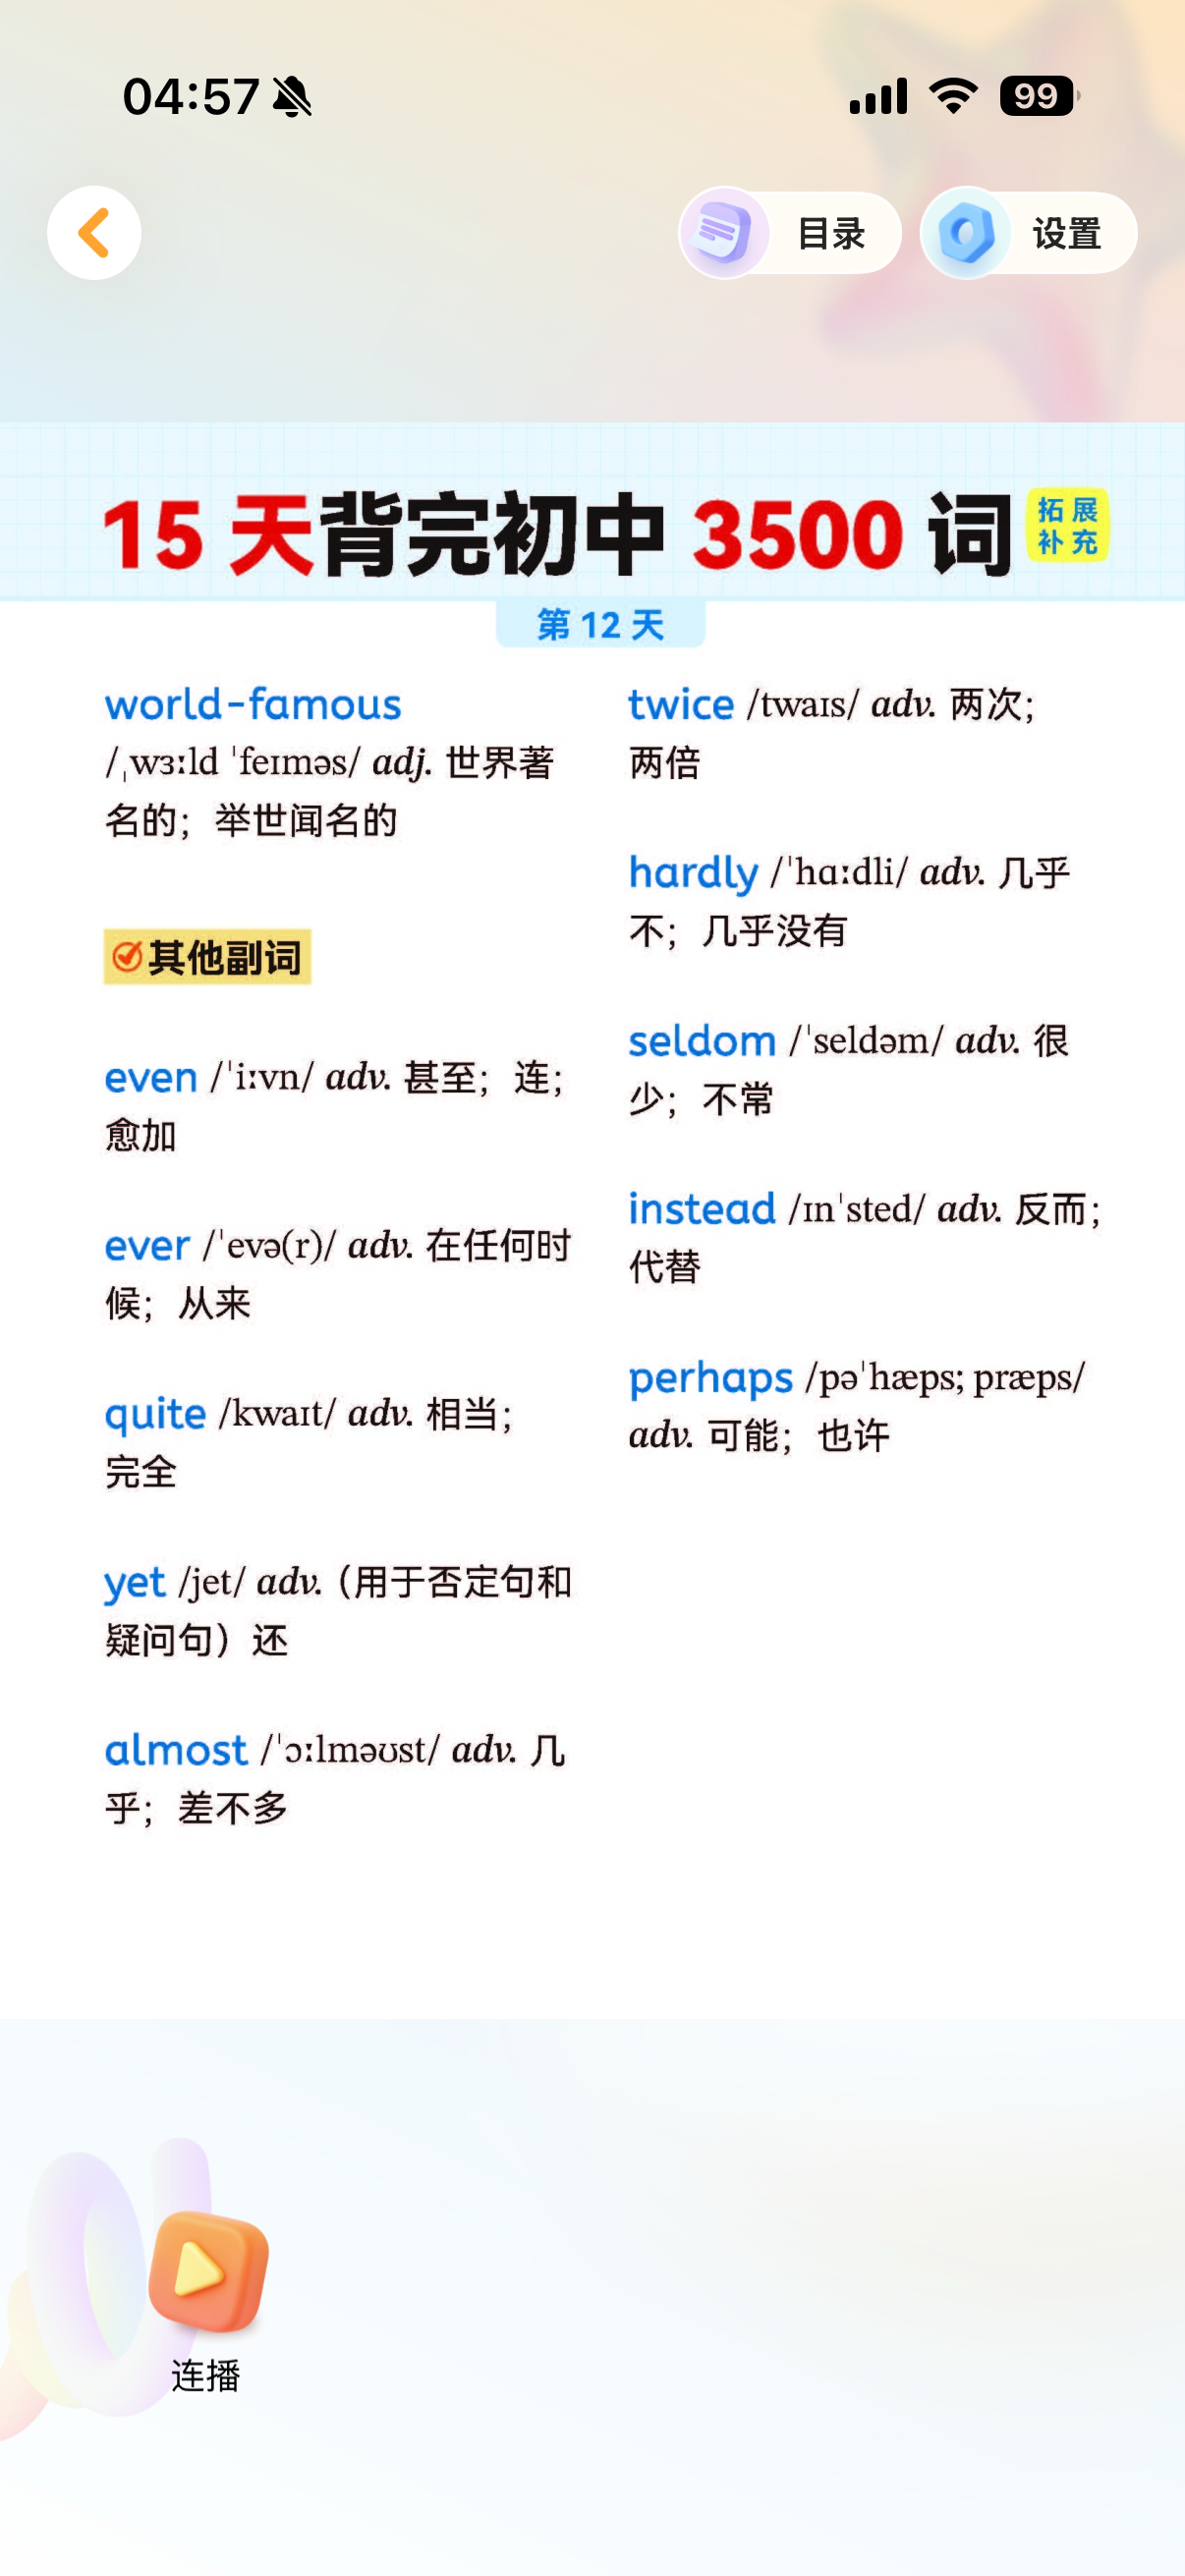 04:57
99
目录
设置
15 天背完初中 3500 词
拓展
补充
第 12 天
world-famous
/ˌwɜːld ˈfeɪməs/ adj. 世界著
名的；举世闻名的
其他副词
even /ˈiːvn/ adv. 甚至；连；
愈加
ever /ˈevə(r)/ adv. 在任何时
候；从来
quite /kwaɪt/ adv. 相当；
完全
yet /jet/ adv.（用于否定句和
疑问句）还
almost /ˈɔːlməʊst/ adv. 几
乎；差不多
twice /twaɪs/ adv. 两次；
两倍
hardly /ˈhɑːdli/ adv. 几乎
不；几乎没有
seldom /ˈseldəm/ adv. 很
少；不常
instead /ɪnˈsted/ adv. 反而；
代替
perhaps /pəˈhæps; præps/
adv. 可能；也许
连播